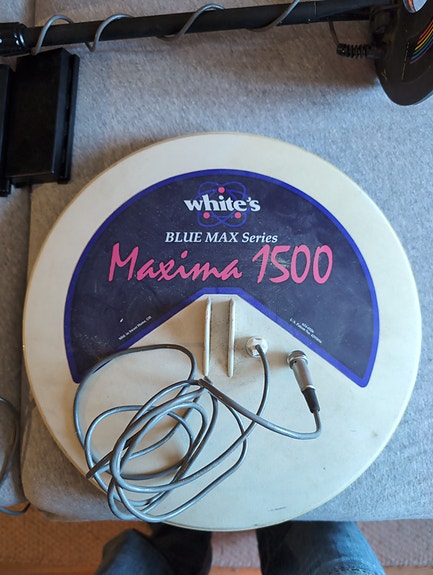 white's
BLUE MAX Series
Maxima 1500